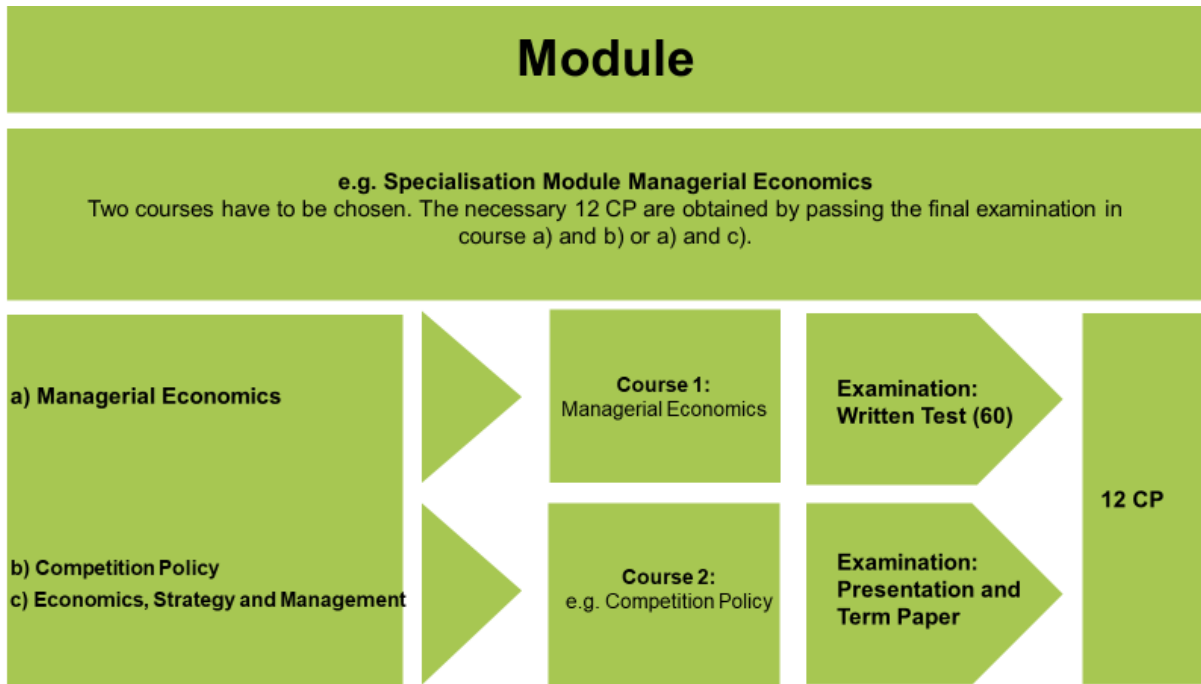 Module
e.g. Specialisation Module Managerial Economics
Two courses have to be chosen. The necessary 12 CP are obtained by passing the final examination in
course a) and b) or a) and c).
a) Managerial Economics
Course 1:
Managerial Economics
Examination:
Written Test (60)
b) Competition Policy
c) Economics, Strategy and Management
Course 2:
e.g. Competition Policy
Examination:
Presentation and
Term Paper
12 CP